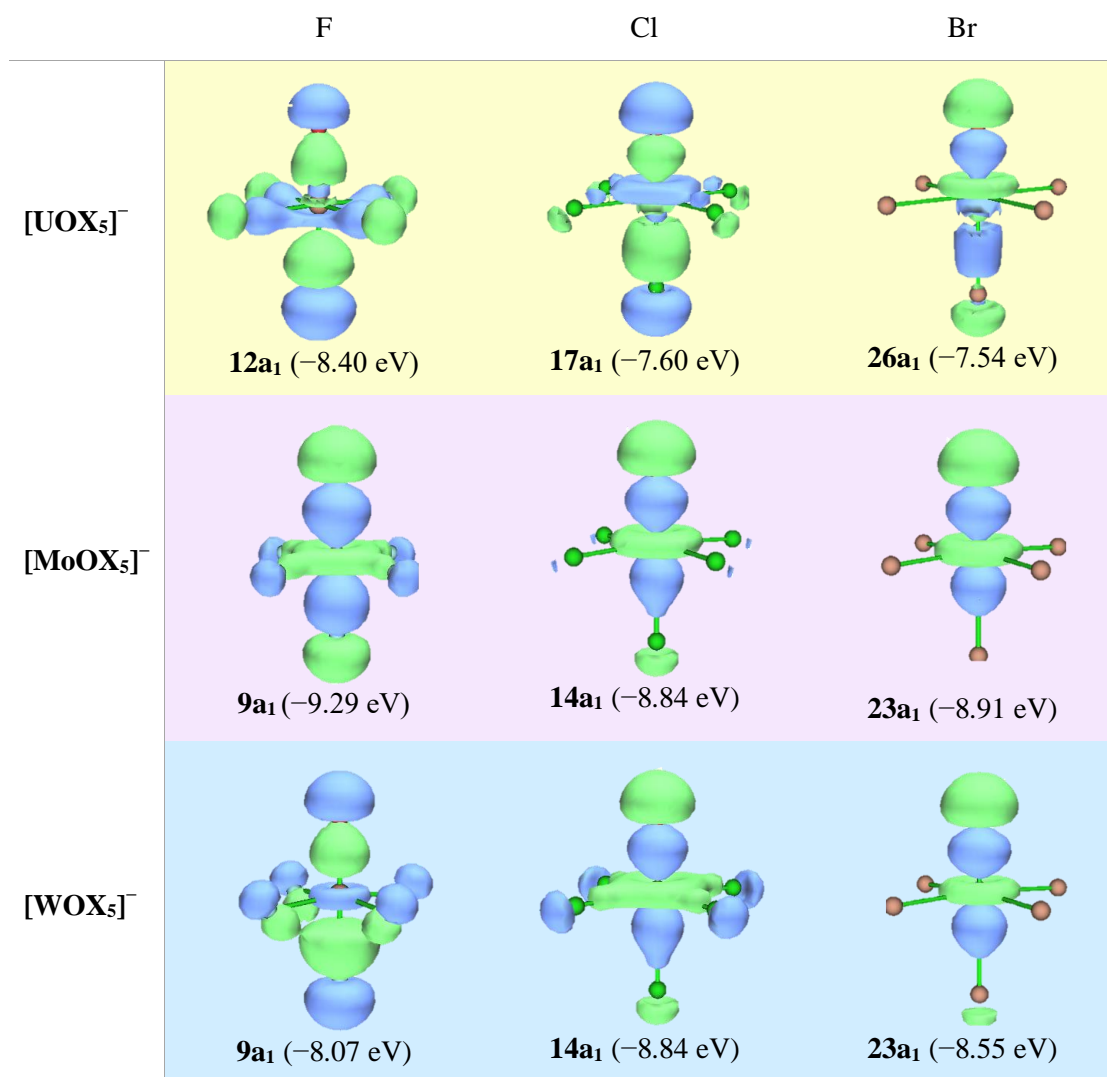 F Cl Br
[UOX₅]⁻
12a₁ (−8.40 eV) 17a₁ (−7.60 eV) 26a₁ (−7.54 eV)
[MoOX₅]⁻
9a₁ (−9.29 eV) 14a₁ (−8.84 eV) 23a₁ (−8.91 eV)
[WOX₅]⁻
9a₁ (−8.07 eV) 14a₁ (−8.84 eV) 23a₁ (−8.55 eV)